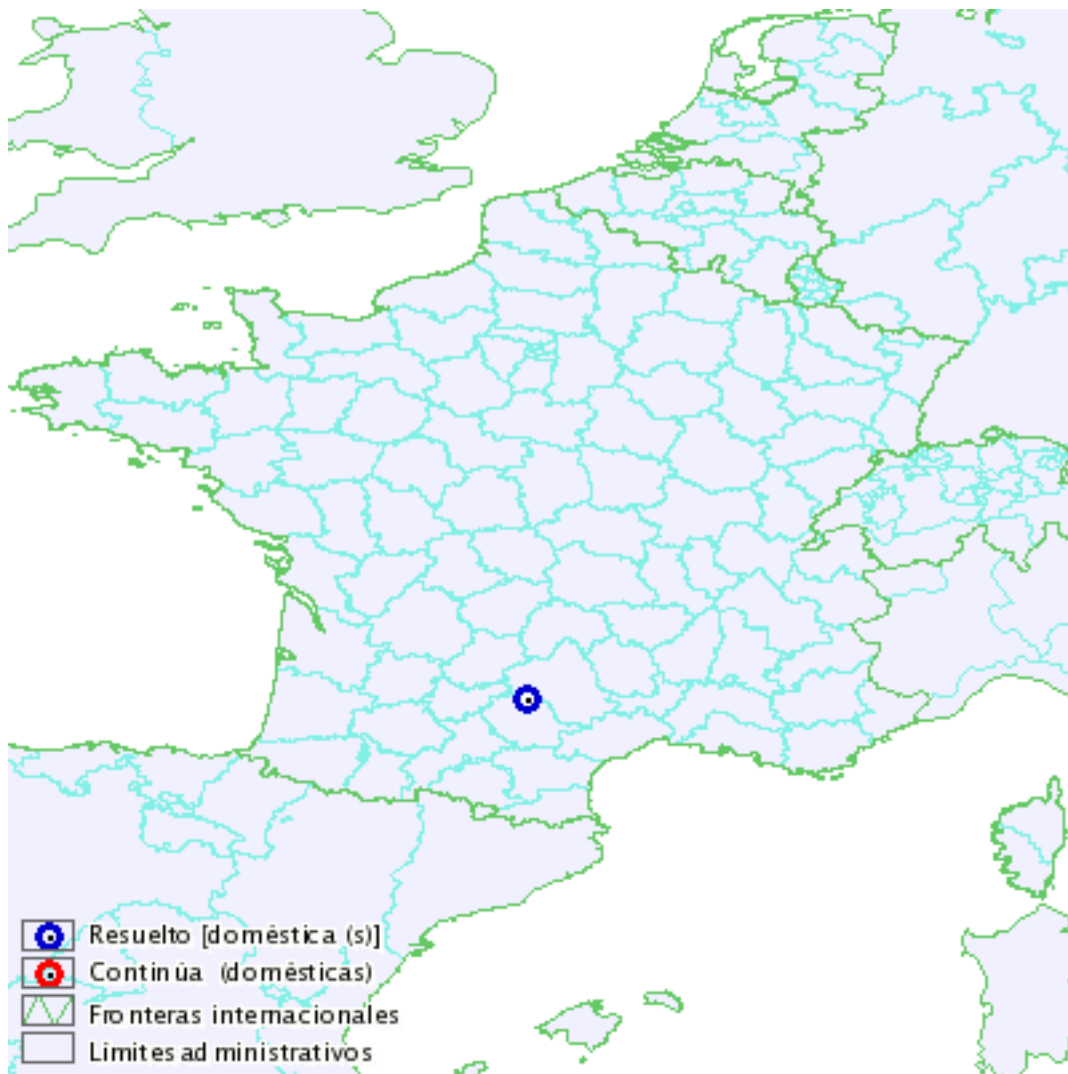 Resuelto [doméstica (s)]
Continúa (domésticas)
Fronteras internacionales
Límites administrativos